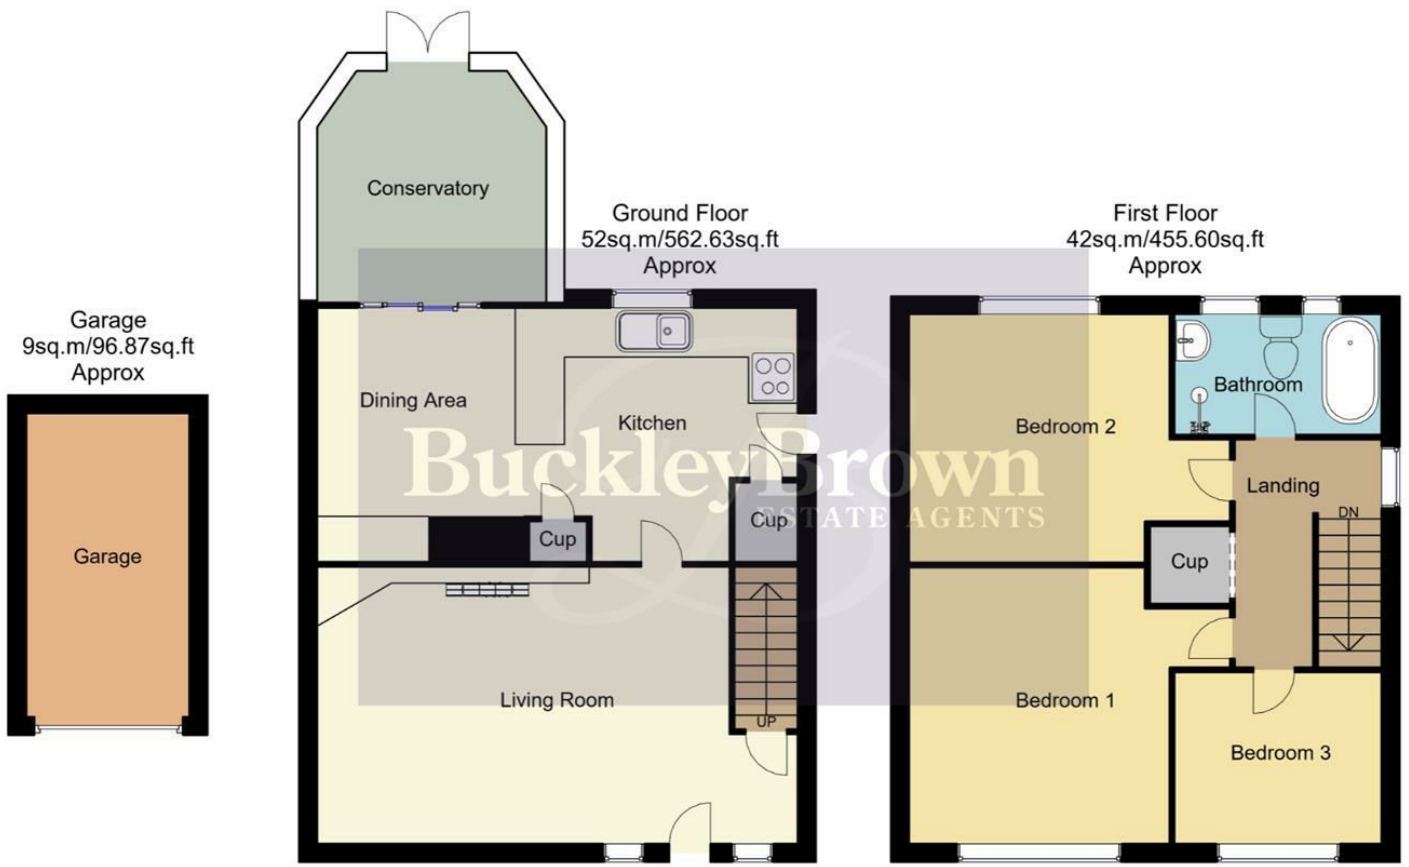 Garage
9sq.m/96.87sq.ft
Approx
Garage
Conservatory
Ground Floor
52sq.m/562.63sq.ft
Approx
Dining Area
Kitchen
Cup
Cup
Living Room
UP
BuckleyBrown
ESTATE AGENTS
First Floor
42sq.m/455.60sq.ft
Approx
Bathroom
Bedroom 2
Landing
DN
Cup
Bedroom 1
Bedroom 3